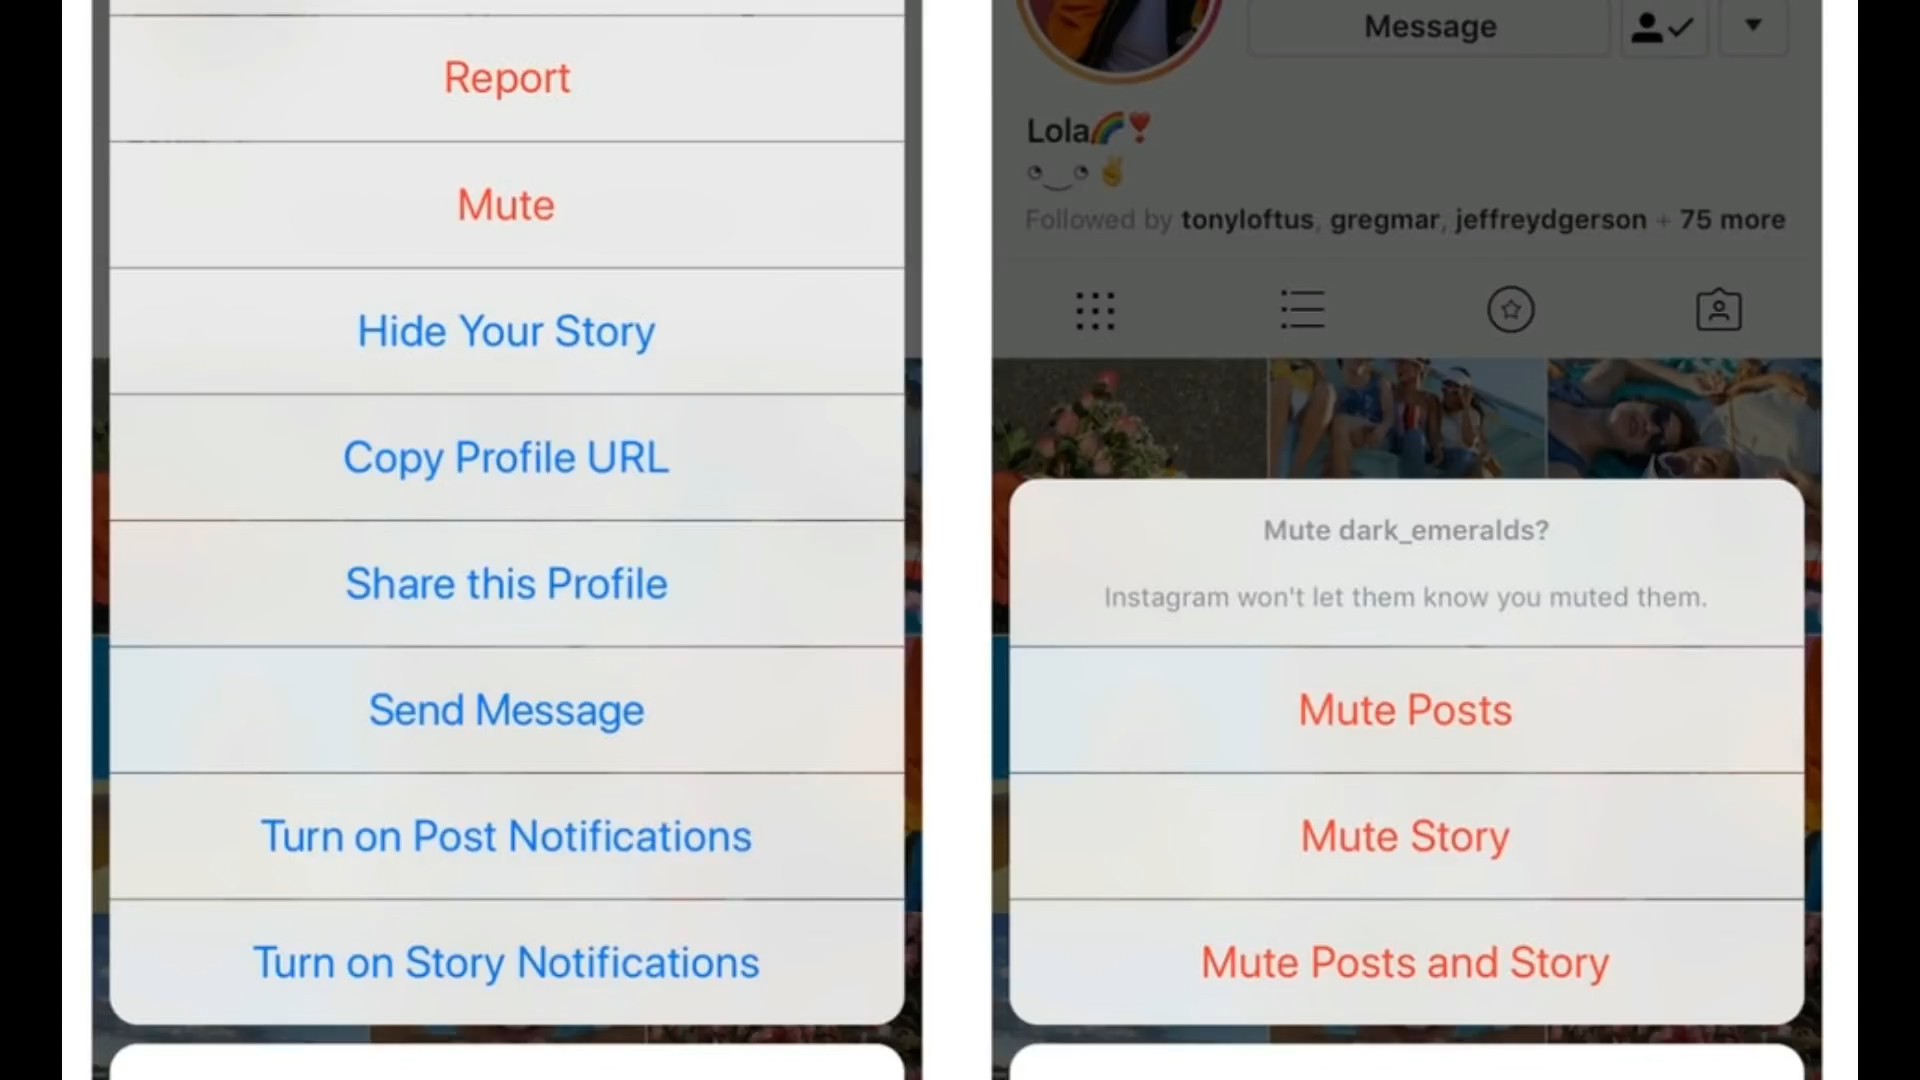 Report
Mute
Hide Your Story
Copy Profile URL
Share this Profile
Send Message
Turn on Post Notifications
Turn on Story Notifications
Message
Lola🌈❣️
◔‿◔ ✌️
Followed by tonyloftus, gregmar, jeffreydgerson + 75 more
Mute dark_emeralds?
Instagram won't let them know you muted them.
Mute Posts
Mute Story
Mute Posts and Story